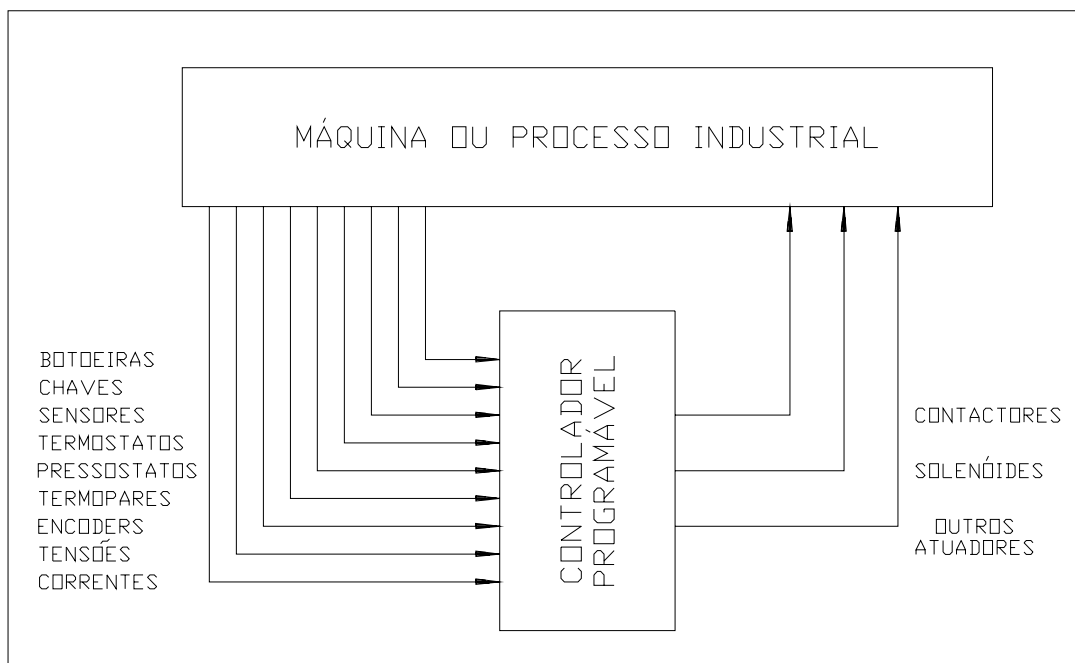 MÁQUINA OU PROCESSO INDUSTRIAL
BOTOEIRAS
CHAVES
SENSORES
TERMOSTATOS
PRESSOSTATOS
TERMOPARES
ENCODERS
TENSÕES
CORRENTES
CONTROLADOR
PROGRAMÁVEL
CONTACTORES
SOLENÓIDES
OUTROS
ATUADORES